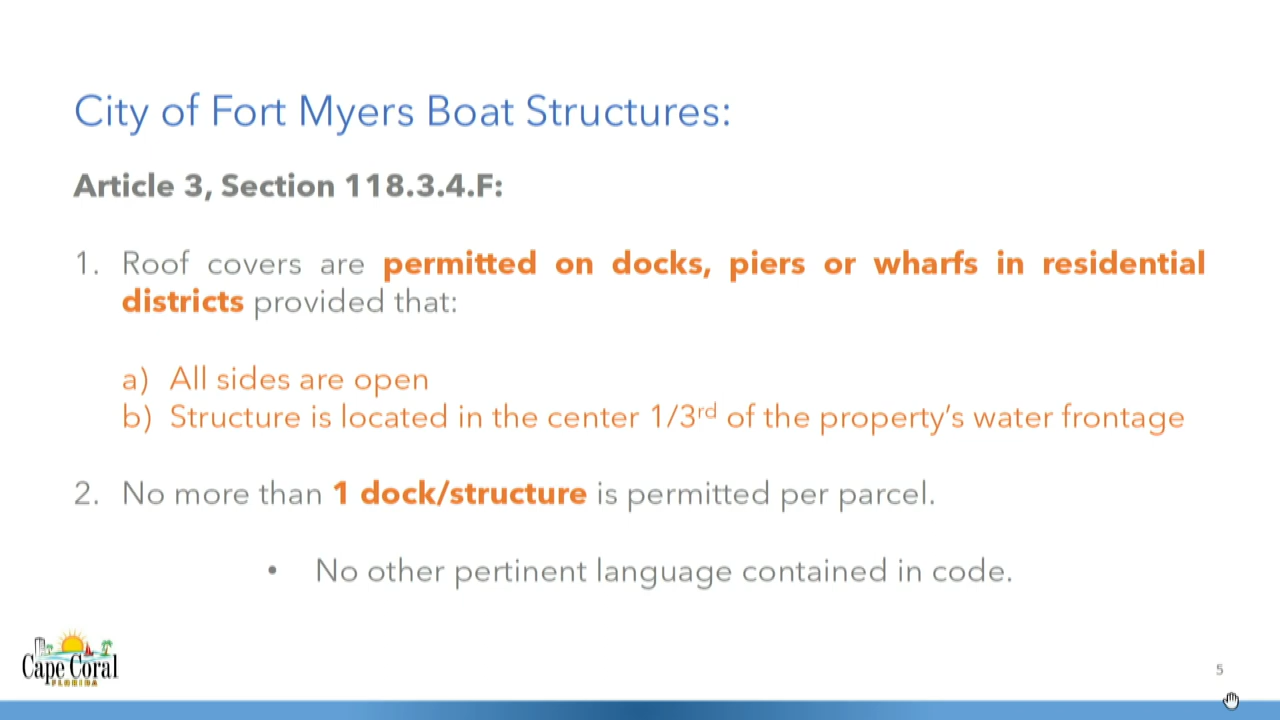 City of Fort Myers Boat Structures:
Article 3, Section 118.3.4.F:
1. Roof covers are permitted on docks, piers or wharfs in residential
districts provided that:
a) All sides are open
b) Structure is located in the center 1/3rd of the property's water frontage
2. No more than 1 dock/structure is permitted per parcel.
• No other pertinent language contained in code.
Cape Coral
FLORIDA
5